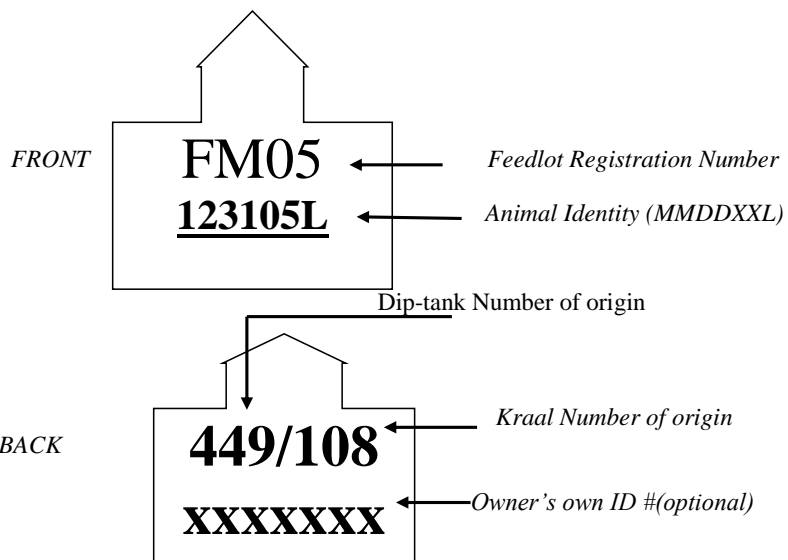 FM05
FRONT
Feedlot Registration Number
123105L
Animal Identity (MMDDXXL)
Dip-tank Number of origin
Kraal Number of origin
BACK
449/108
Owner's own ID #(optional)
xxxxxxx